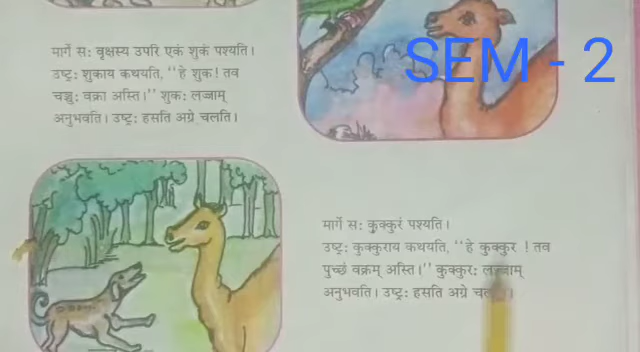 SEM - 2
मार्गे सः वृक्षस्य उपरि एकं शुकं पश्यति।
उष्ट्रः शुकाय कथयति, “हे शुक! तव
चञ्चुः वक्रा अस्ति।” शुकः लज्जाम्
अनुभवति। उष्ट्रः हसति अग्रे चलति।
मार्गे सः कुक्कुरं पश्यति।
उष्ट्रः कुक्कुराय कथयति, “हे कुक्कुर ! तव
पुच्छं वक्रम् अस्ति।” कुक्कुरः
अनुभवति। उष्ट्रः हसति अग्रे